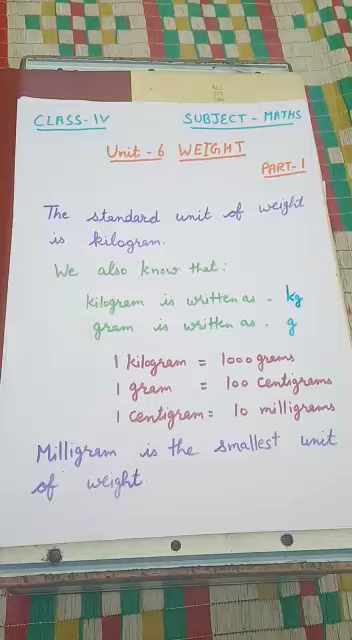 CLASS-IV SUBJECT - MATHS
Unit - 6 WEIGHT
PART-1
The standard unit of weight
is kilogram.
We also know that:
kilogram is written as - kg
gram is written as - g
1 kilogram = 1000 grams
1 gram = 100 centigrams
1 centigram = 10 milligrams
Milligram is the smallest unit
of weight